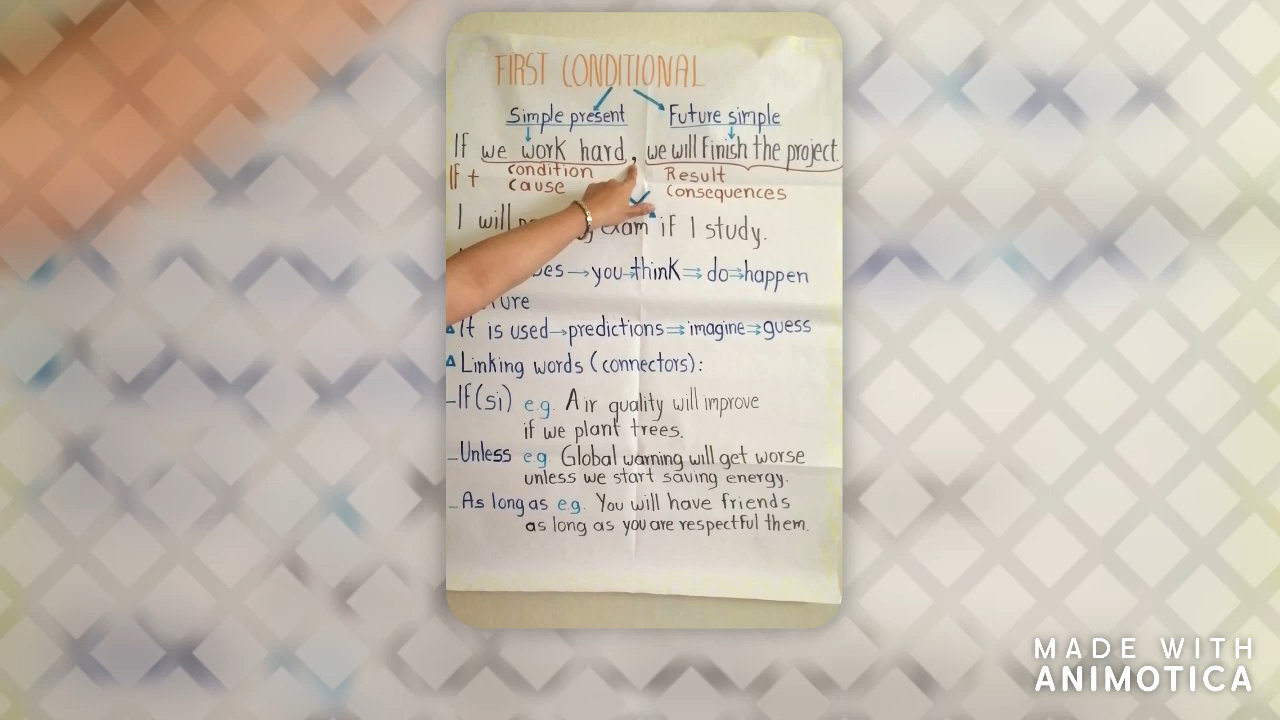 FIRST CONDITIONAL
Simple present Future simple
If we work hard, we will finish the project.
If + condition Result
cause Consequences
I will exam if I study.
→ you → think ⇒ do ⇒ happen
▵ It is used → predictions ⇒ imagine ⇒ guess
▵ Linking words (connectors):
- If (si) e.g. Air quality will improve
if we plant trees.
- Unless e.g. Global warning will get worse
unless we start saving energy.
- As long as e.g. You will have friends
as long as you are respectful them.
MADE WITH
ANIMOTICA